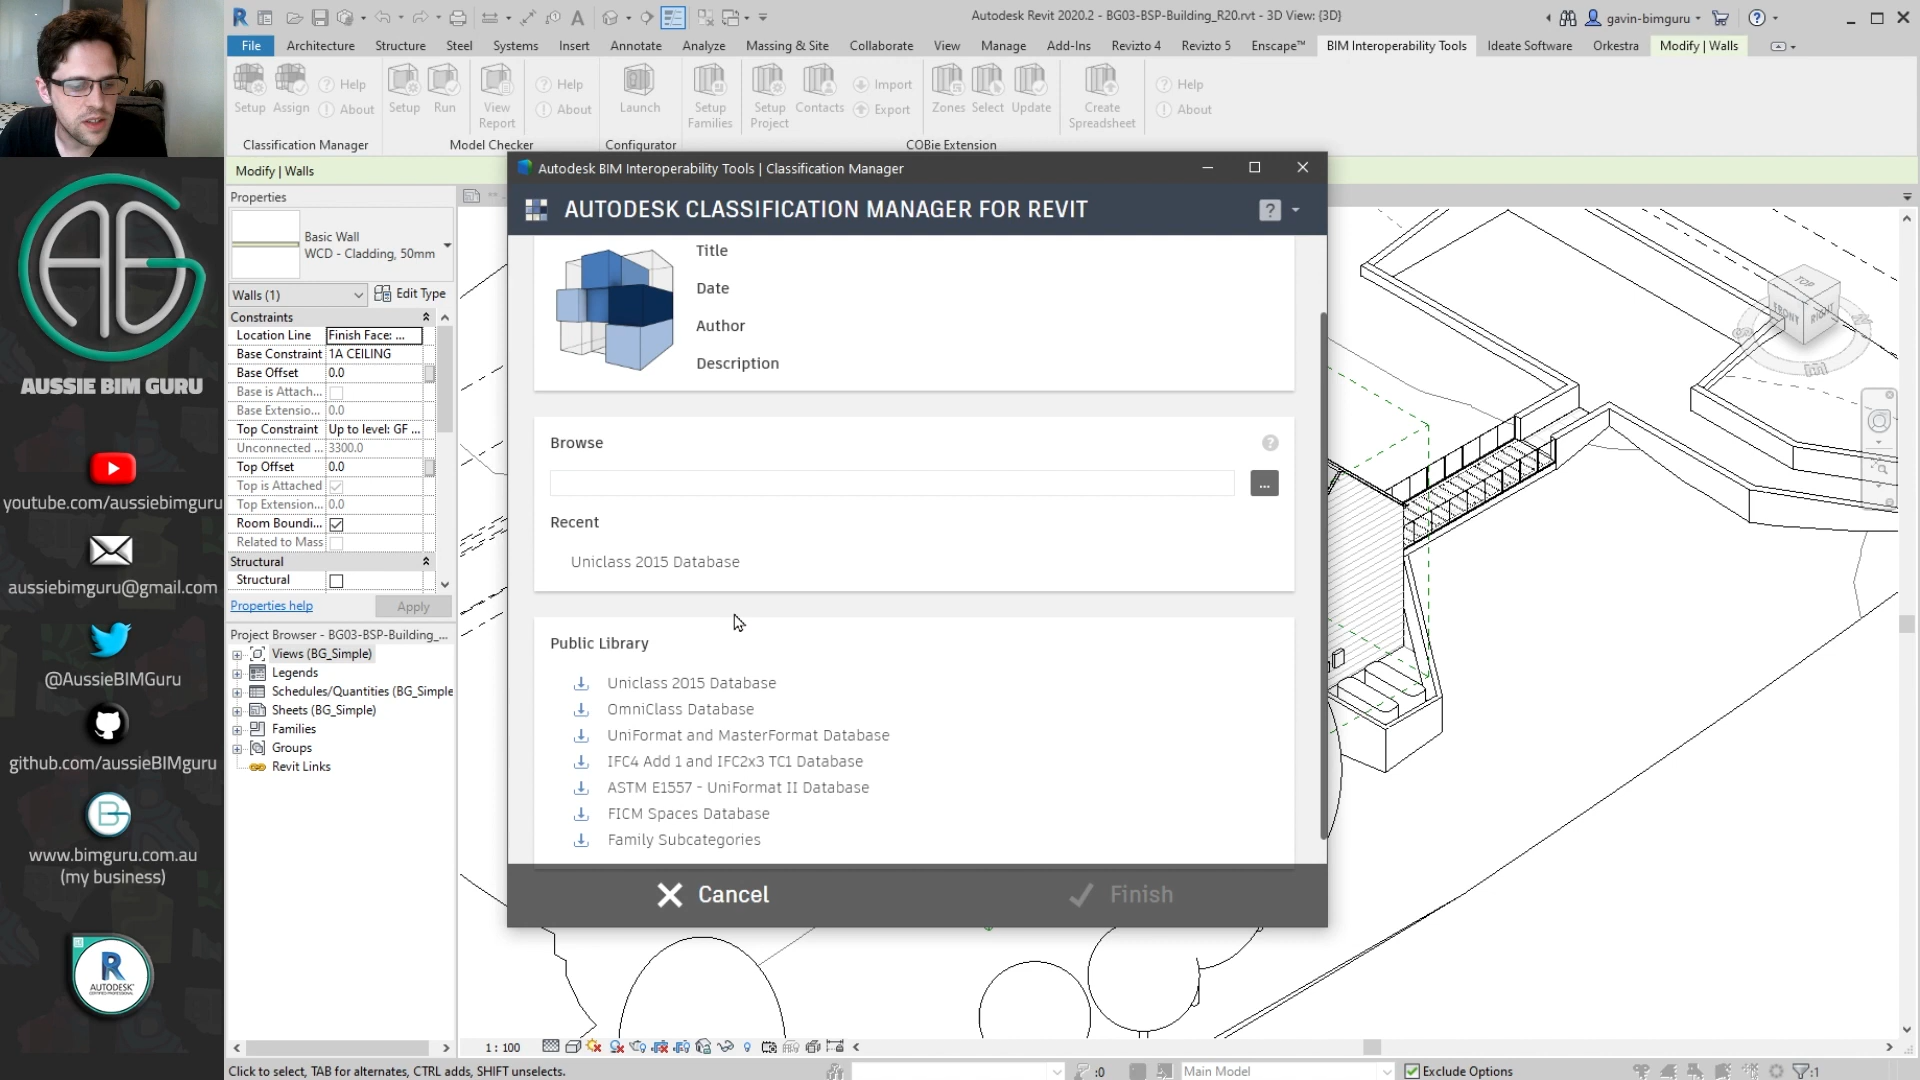 Autodesk Revit 2020.2 - BG03-BSP-Building_R20.rvt - 3D View: {3D}
gavin-bimguru
File Architecture Structure Steel Systems Insert Annotate Analyze Massing & Site Collaborate View Manage Add-Ins Revizto 4 Revizto 5 Enscape™ BIM Interoperability Tools Ideate Software Orkestra Modify | Walls
Help
About
Setup Assign
Setup Run View Report
Help
About
Launch
Setup Families
Setup Project
Contacts
Import
Export
Zones Select Update
Create Spreadsheet
Help
About
Classification Manager Model Checker Configurator COBie Extension
Modify | Walls
Properties
Basic Wall
WCD - Cladding, 50mm
Walls (1) Edit Type
Constraints
Location Line Finish Face: ...
Base Constraint 1A CEILING
Base Offset 0.0
Base is Attach...
Base Extensio... 0.0
Top Constraint Up to level: GF ...
Unconnected ... 3300.0
Top Offset 0.0
Top is Attached
Top Extension... 0.0
Room Boundi...
Related to Mass
Structural
Structural
Properties help Apply
Project Browser - BG03-BSP-Building_...
Views (BG_Simple)
Legends
Schedules/Quantities (BG_Simple
Sheets (BG_Simple)
Families
Groups
Revit Links
AUSSIE BIM GURU
youtube.com/aussiebimguru
aussiebimguru@gmail.com
@AussieBIMGuru
github.com/aussieBIMguru
www.bimguru.com.au
(my business)
R
AUTODESK
Autodesk BIM Interoperability Tools | Classification Manager
AUTODESK CLASSIFICATION MANAGER FOR REVIT
Title
Date
Author
Description
Browse
...
Recent
Uniclass 2015 Database
Public Library
Uniclass 2015 Database
OmniClass Database
UniFormat and MasterFormat Database
IFC4 Add 1 and IFC2x3 TC1 Database
ASTM E1557 - UniFormat II Database
FICM Spaces Database
Family Subcategories
Cancel Finish
TOP
FRONT
RIGHT
1 : 100
Click to select, TAB for alternates, CTRL adds, SHIFT unselects.
:0
Main Model
Exclude Options
:1